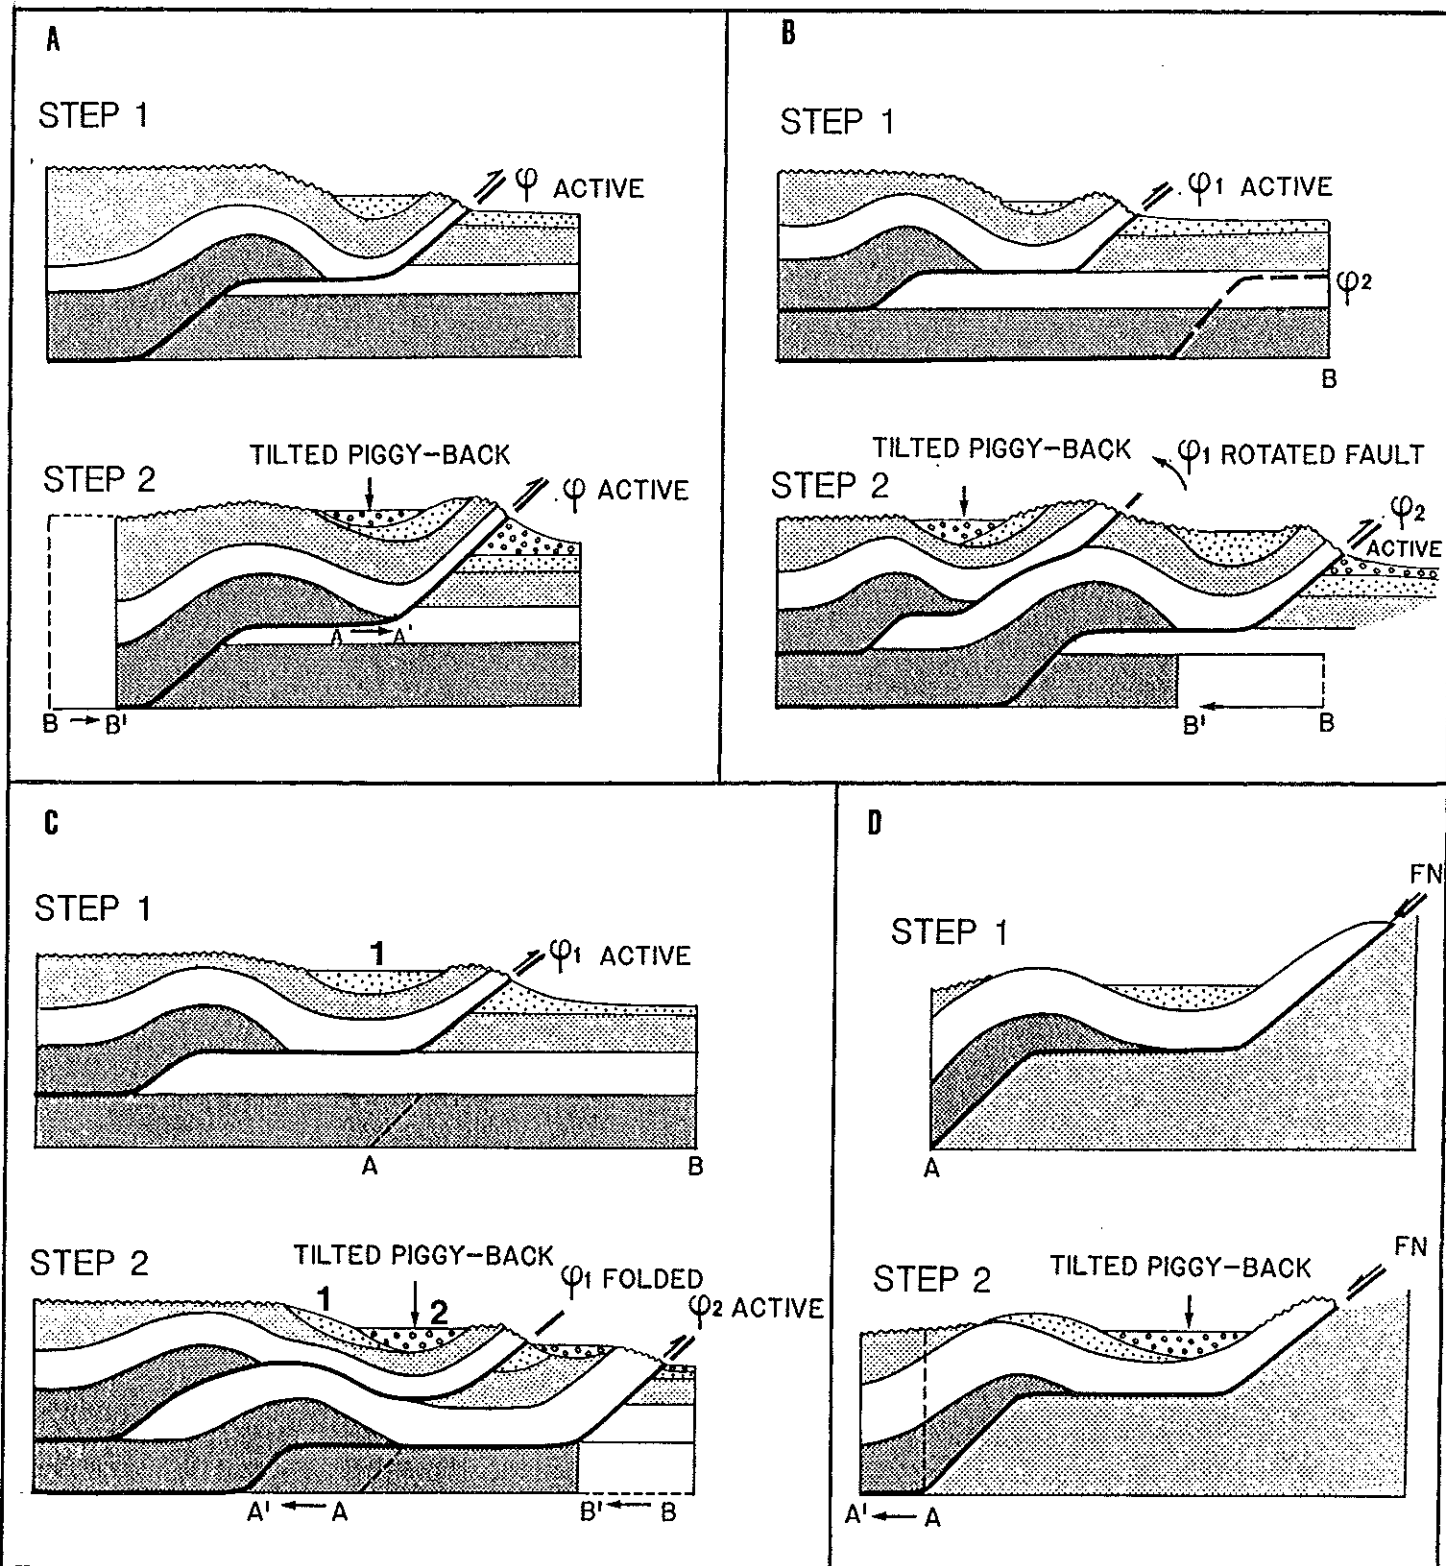 A
STEP 1
φ ACTIVE
STEP 2
TILTED PIGGY-BACK
φ ACTIVE
A → A'
B → B'
B
STEP 1
φ1 ACTIVE
φ2
B
STEP 2
TILTED PIGGY-BACK
φ1 ROTATED FAULT
φ2
ACTIVE
B' ← B
C
STEP 1
1
φ1 ACTIVE
A
B
STEP 2
TILTED PIGGY-BACK
φ1 FOLDED
φ2 ACTIVE
1
2
A' ← A
B' ← B
D
STEP 1
FN
A
STEP 2
TILTED PIGGY-BACK
FN
A' ← A